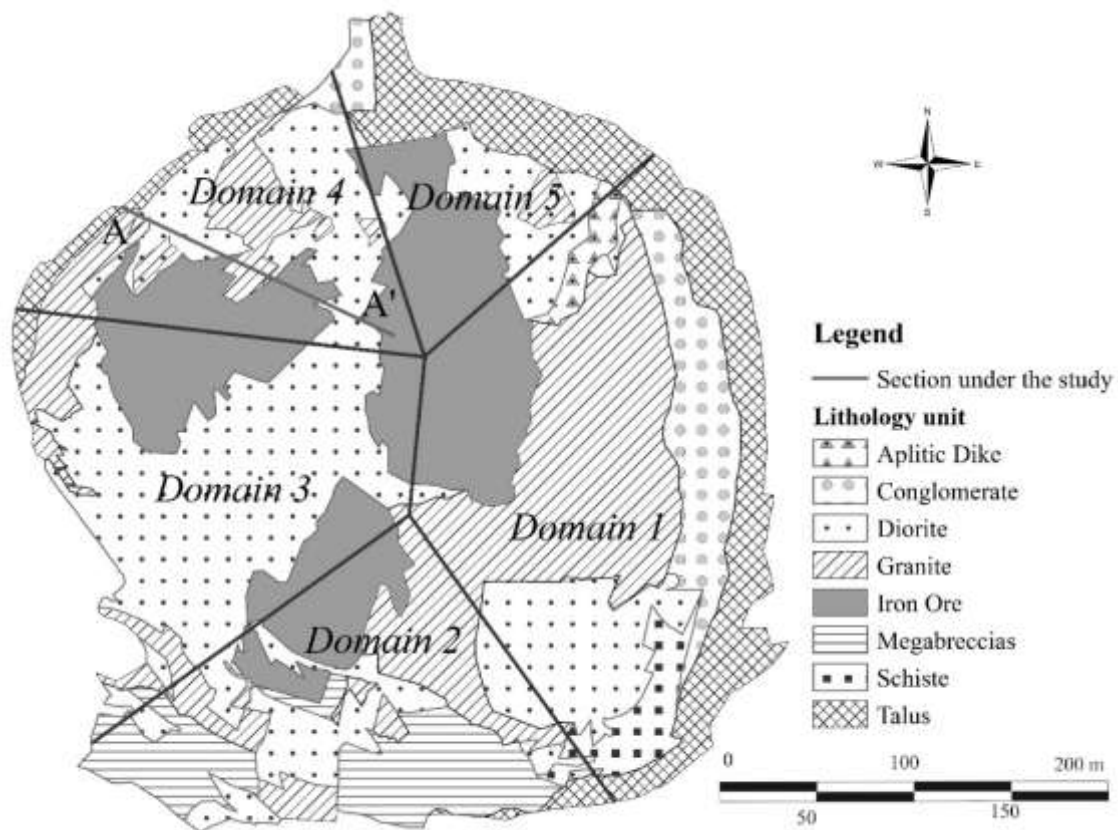 N
W
E
S
Domain 4
Domain 5
A
A'
Domain 3
Domain 1
Domain 2
Legend
Section under the study
Lithology unit
Aplitic Dike
Conglomerate
Diorite
Granite
Iron Ore
Megabreccias
Schiste
Talus
0 100 200 m
50 150